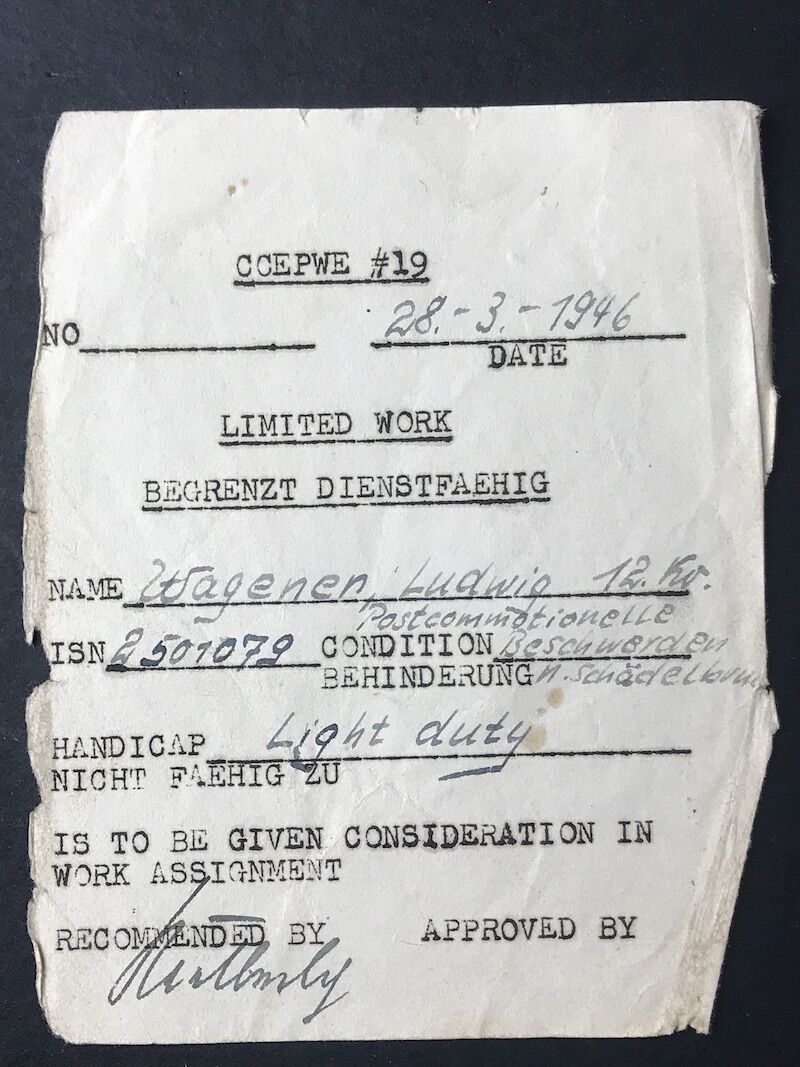 CCEPWE #19
NO 28.-3.-1946
DATE
LIMITED WORK
BEGRENZT DIENSTFAEHIG
NAME Wagener, Ludwig 12. Kv.
Postcommotionelle
ISN 2501079 CONDITION Beschwerden
BEHINDERUNG n. Schädelbruch
HANDICAP Light duty
NICHT FAEHIG ZU
IS TO BE GIVEN CONSIDERATION IN
WORK ASSIGNMENT
RECOMMENDED BY APPROVED BY